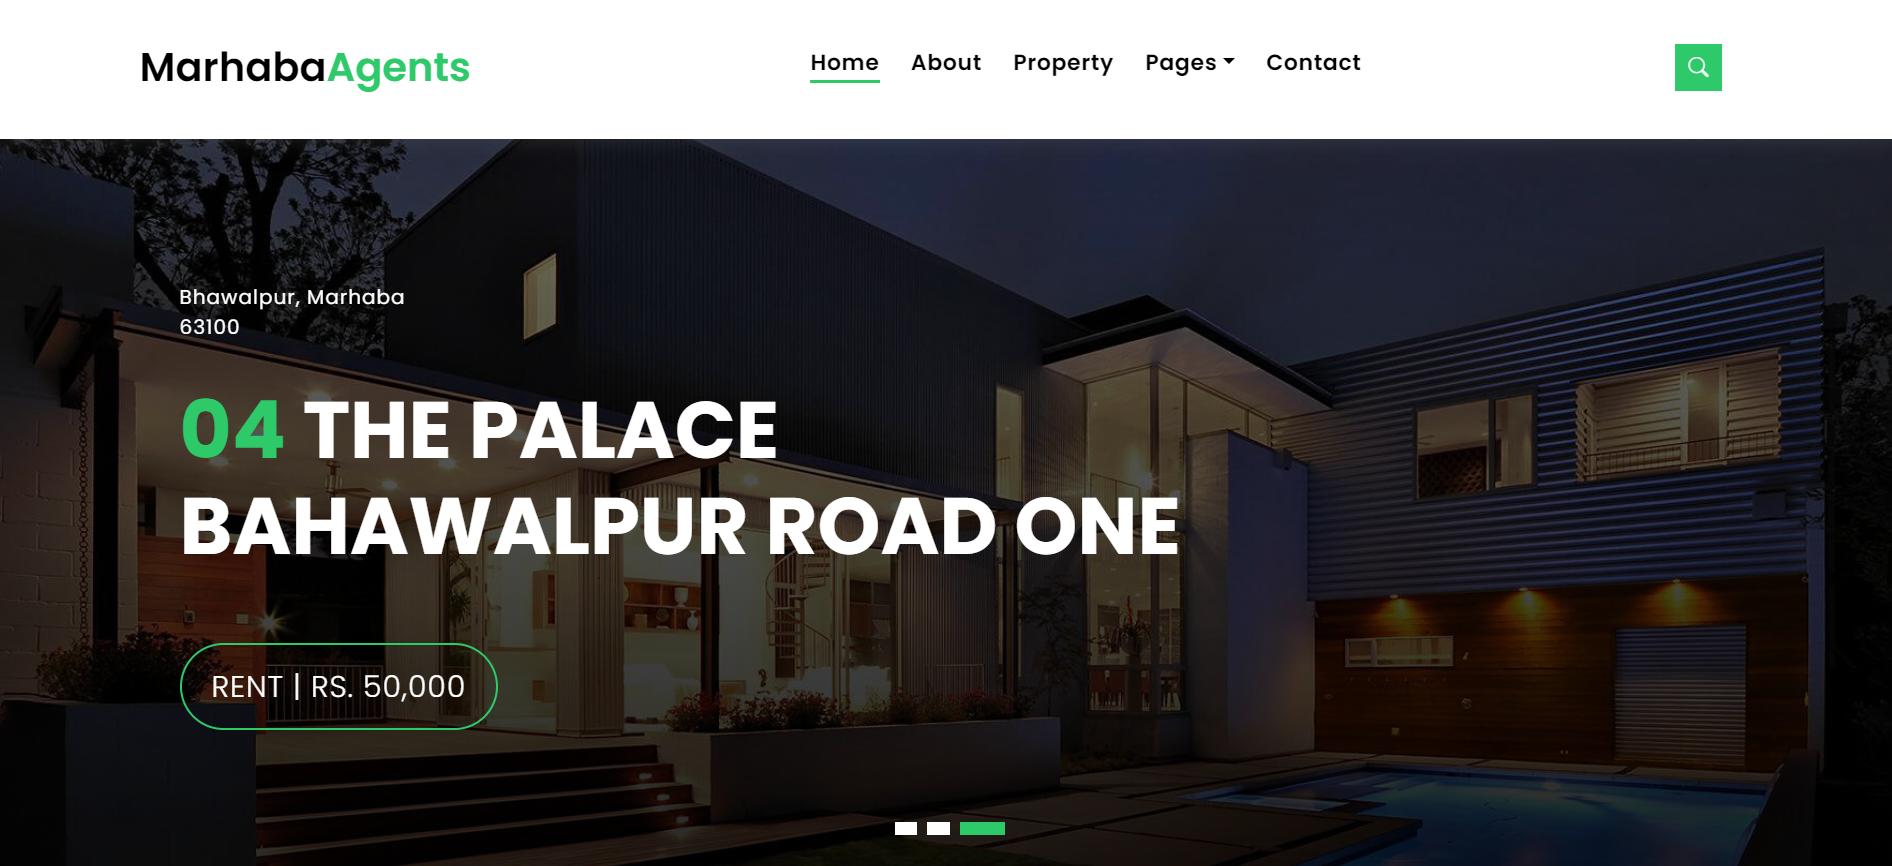 MarhabaAgents
Home About Property Pages Contact
Bhawalpur, Marhaba
63100
04 THE PALACE
BAHAWALPUR ROAD ONE
RENT | RS. 50,000